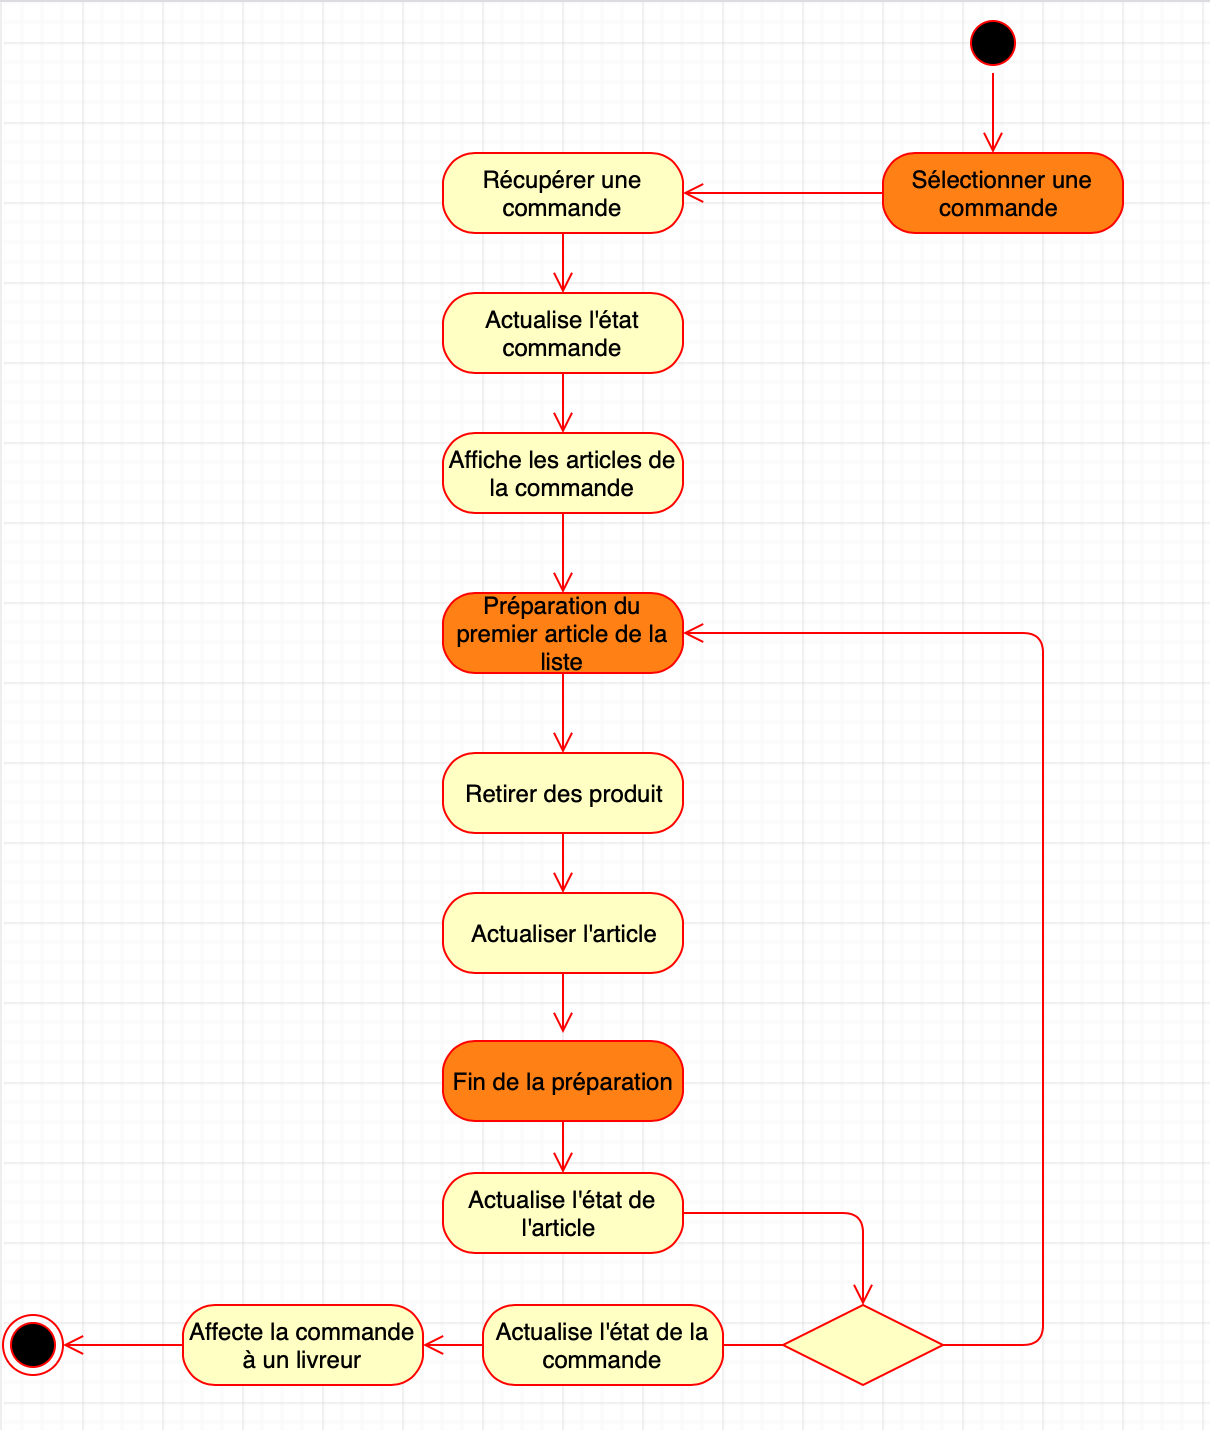 Sélectionner une
commande
Récupérer une
commande
Actualise l'état
commande
Affiche les articles de
la commande
Préparation du
premier article de la
liste
Retirer des produit
Actualiser l'article
Fin de la préparation
Actualise l'état de
l'article
Actualise l'état de la
commande
Affecte la commande
à un livreur